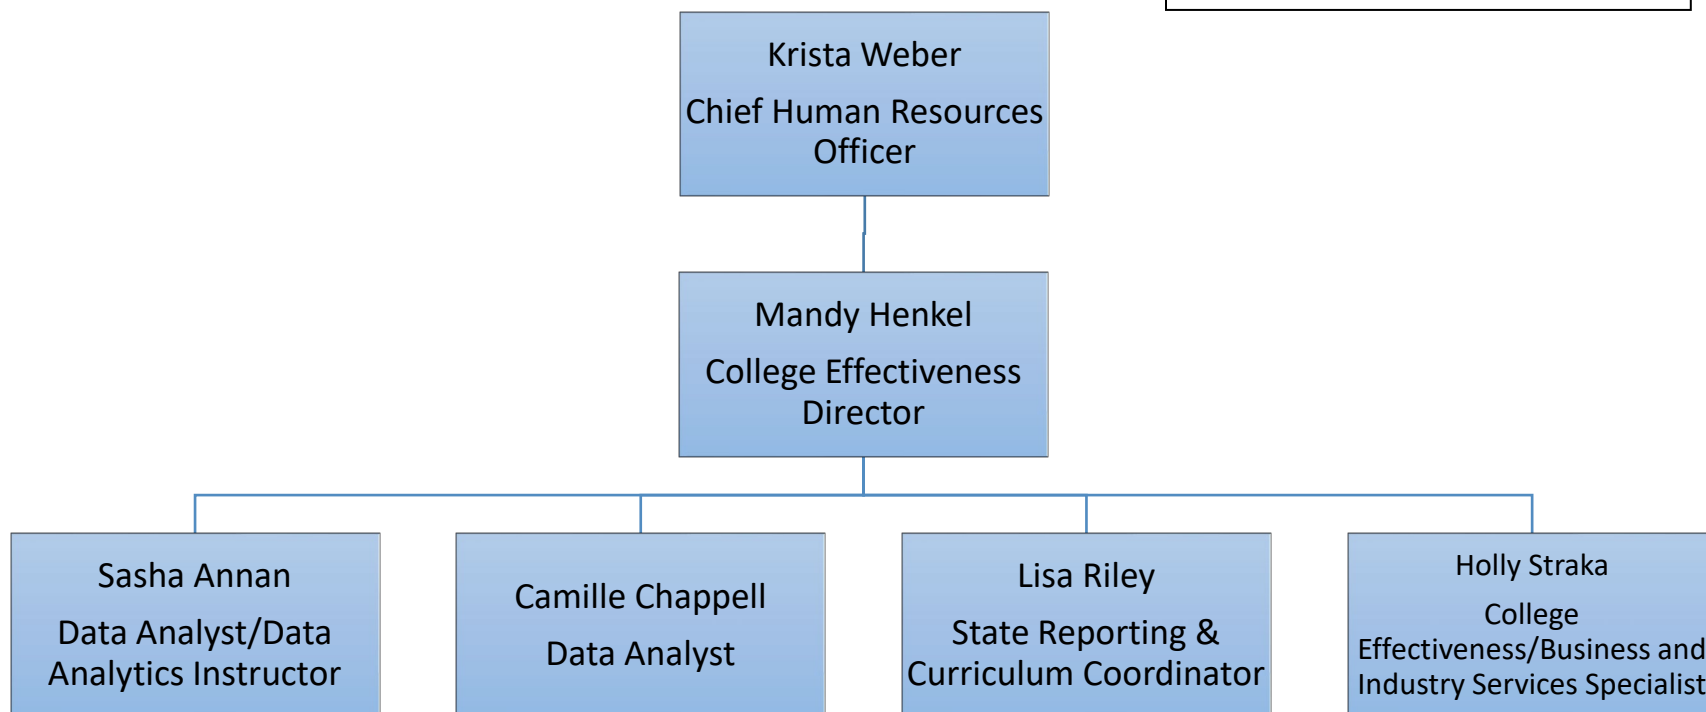 Krista Weber
Chief Human Resources
Officer
Mandy Henkel
College Effectiveness
Director
Sasha Annan
Data Analyst/Data
Analytics Instructor
Camille Chappell
Data Analyst
Lisa Riley
State Reporting &
Curriculum Coordinator
Holly Straka
College
Effectiveness/Business and
Industry Services Specialist